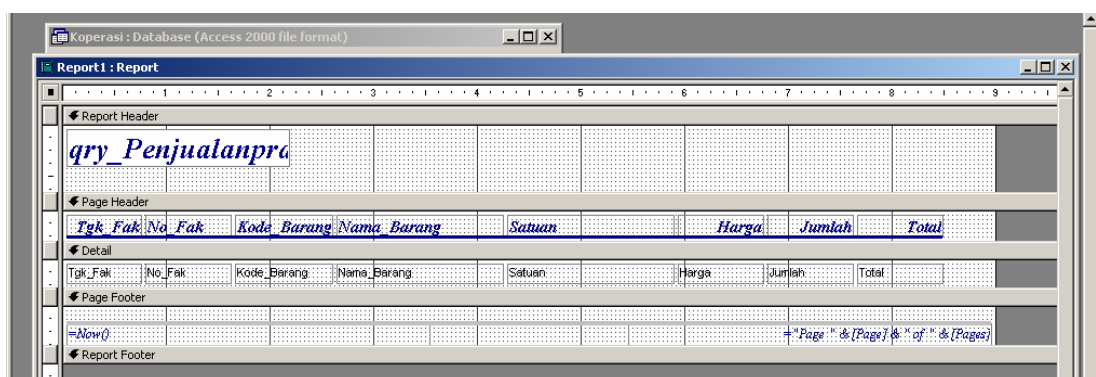 Koperasi : Database (Access 2000 file format)
Report1 : Report
1 2 3 4 5 6 7 8 9
Report Header
qry_Penjualanpra
Page Header
Tgk_Fak No_Fak Kode_Barang Nama_Barang Satuan Harga Jumlah Total
Detail
Tgk_Fak No_Fak Kode_Barang Nama_Barang Satuan Harga Jumlah Total
Page Footer
=Now() ="Page " & [Page] & " of " & [Pages]
Report Footer